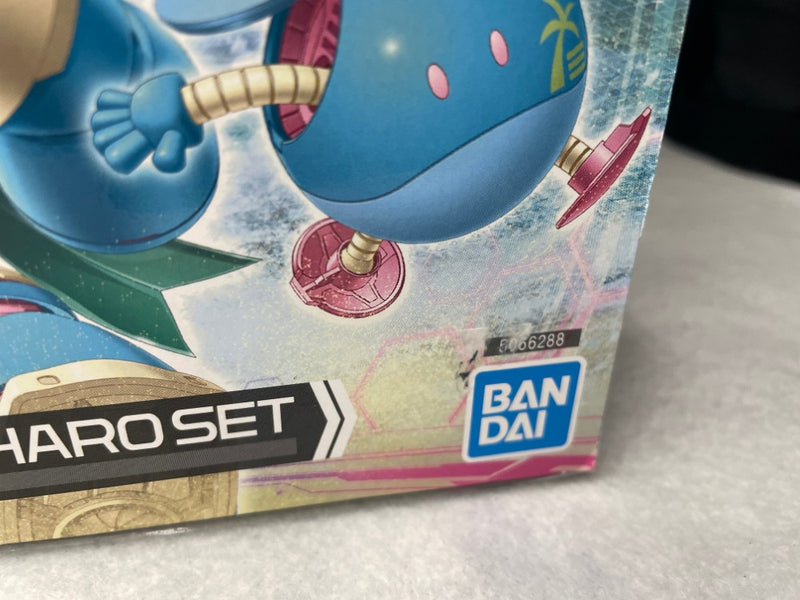 5066288
BAN
DAI
HARO SET